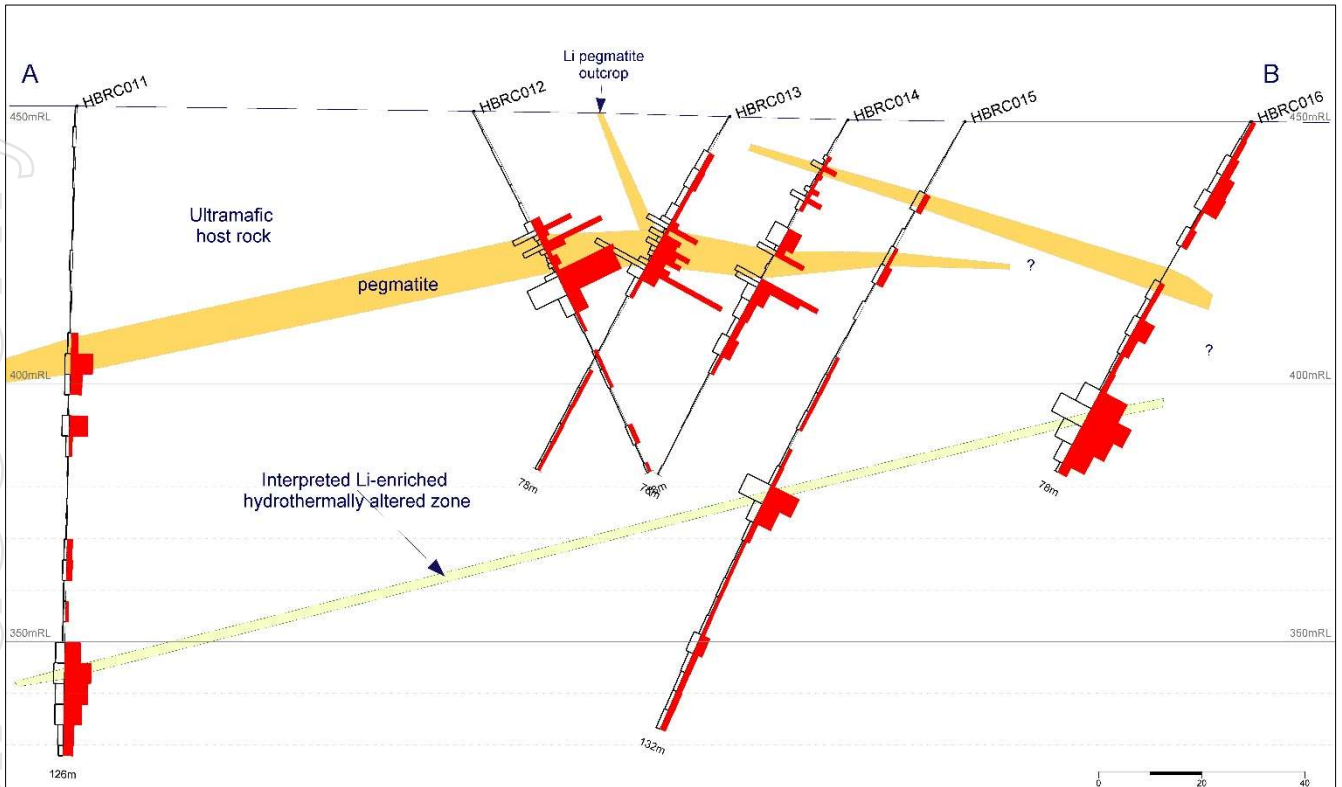 Li pegmatite
outcrop
A
B
HBRC011
HBRC012
HBRC013
HBRC014
HBRC015
HBRC016
450mRL
450mRL
Ultramafic
host rock
pegmatite
?
?
400mRL
400mRL
Interpreted Li-enriched
hydrothermally altered zone
78m
78m
350mRL
350mRL
132m
126m
0
20
40